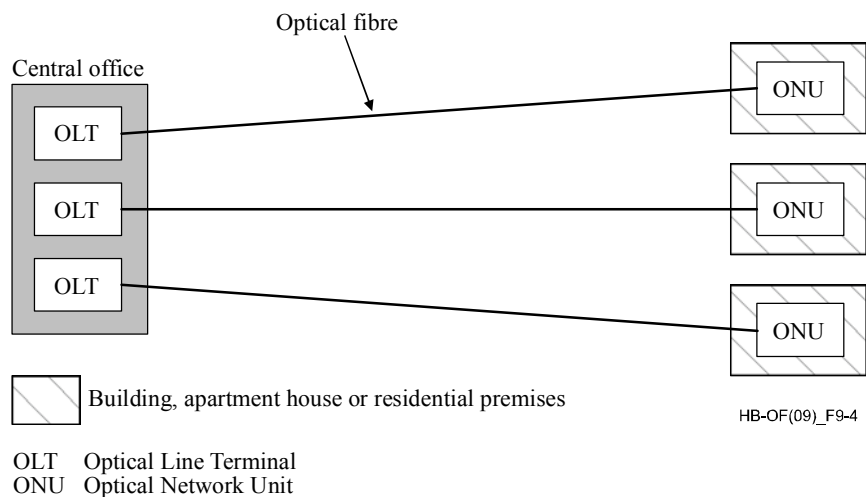 Optical fibre
Central office
OLT
ONU
OLT
ONU
OLT
ONU
Building, apartment house or residential premises
HB-OF(09)_F9-4
OLT Optical Line Terminal
ONU Optical Network Unit